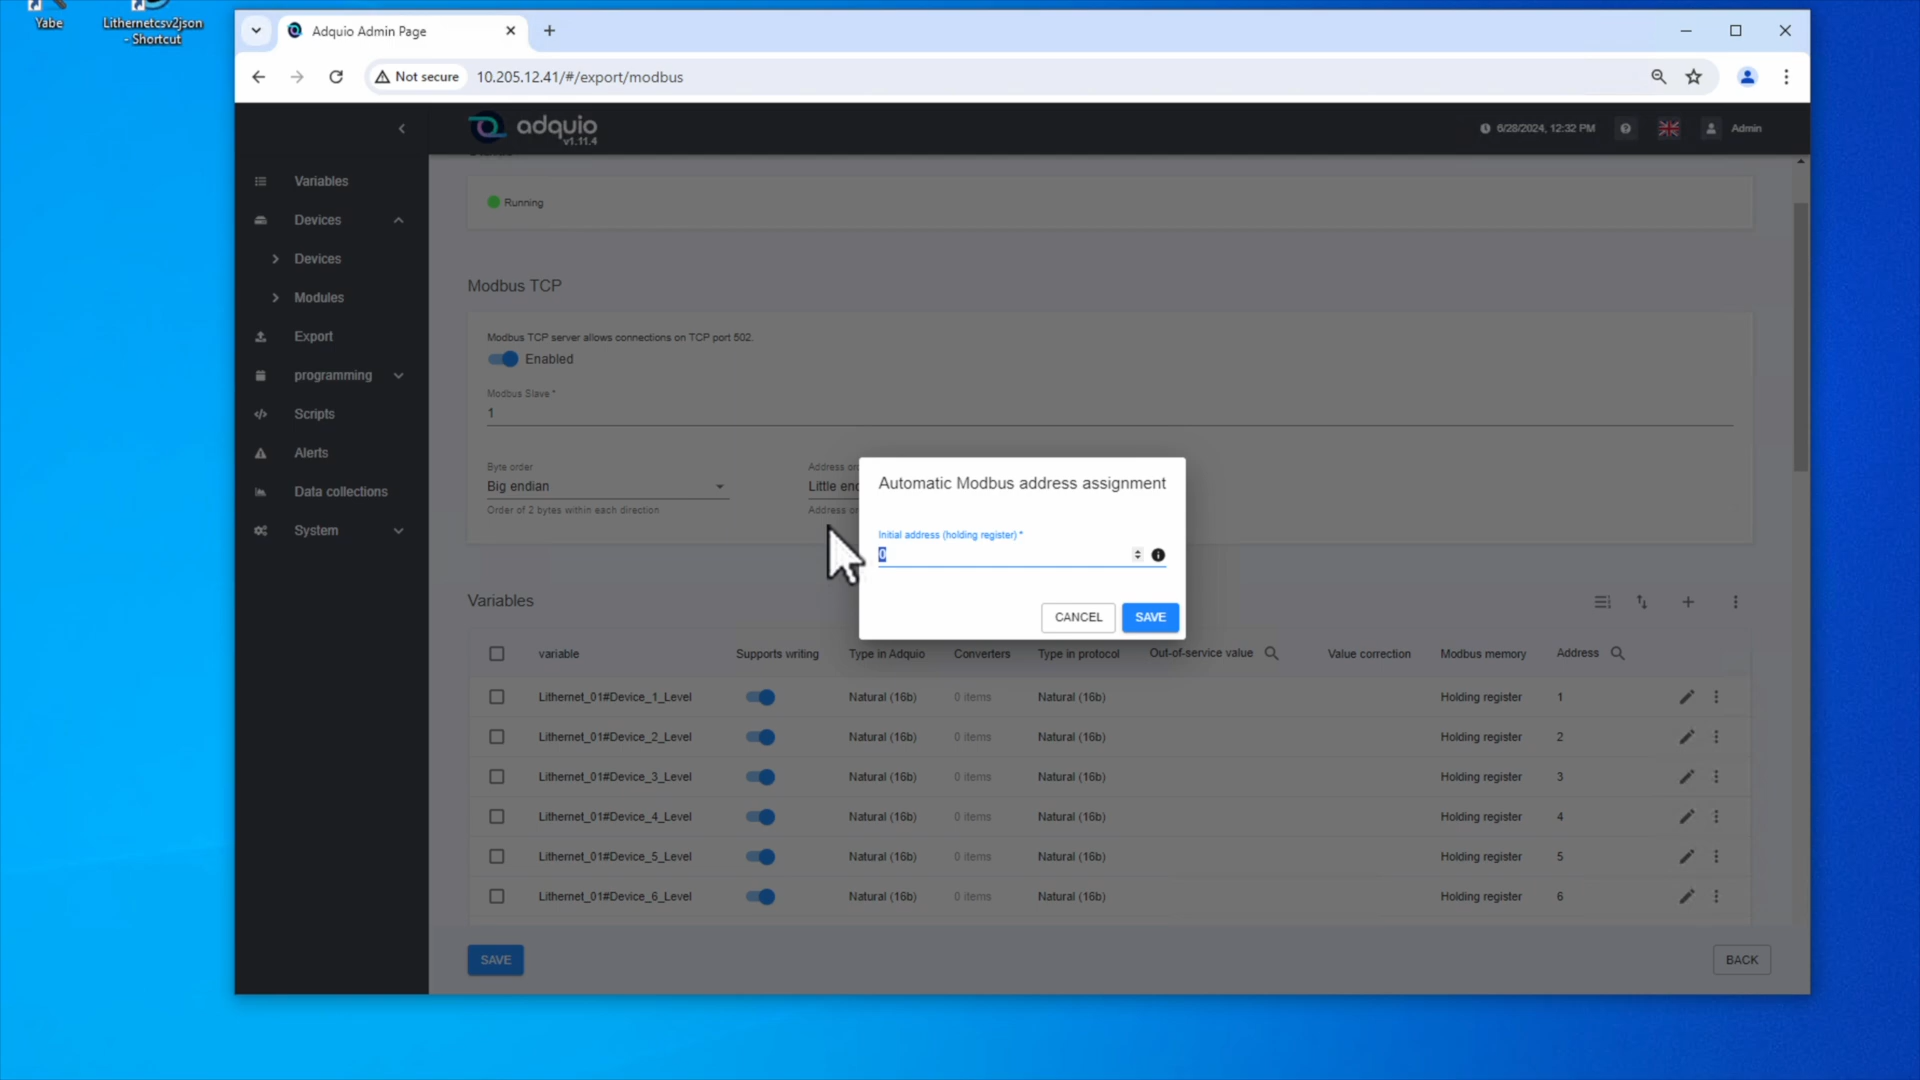 Yabe
Lithernetcsv2json
- Shortcut
Adquio Admin Page
Not secure
10.205.12.41/#/export/modbus
adquio
v1.11.4
6/28/2024, 12:32 PM
Admin
Variables
Devices
Devices
Modules
Export
programming
Scripts
Alerts
Data collections
System
Running
Modbus TCP
Modbus TCP server allows connections on TCP port 502.
Enabled
Modbus Slave *
1
Byte order
Big endian
Order of 2 bytes within each direction
Address
Little
Address
Automatic Modbus address assignment
Initial address (holding register) *
0
CANCEL
SAVE
Variables
variable Supports writing Type in Adquio Converters Type in protocol Out-of-service value Value correction Modbus memory Address
Lithernet_01#Device_1_Level Natural (16b) 0 items Natural (16b) Holding register 1
Lithernet_01#Device_2_Level Natural (16b) 0 items Natural (16b) Holding register 2
Lithernet_01#Device_3_Level Natural (16b) 0 items Natural (16b) Holding register 3
Lithernet_01#Device_4_Level Natural (16b) 0 items Natural (16b) Holding register 4
Lithernet_01#Device_5_Level Natural (16b) 0 items Natural (16b) Holding register 5
Lithernet_01#Device_6_Level Natural (16b) 0 items Natural (16b) Holding register 6
SAVE
BACK